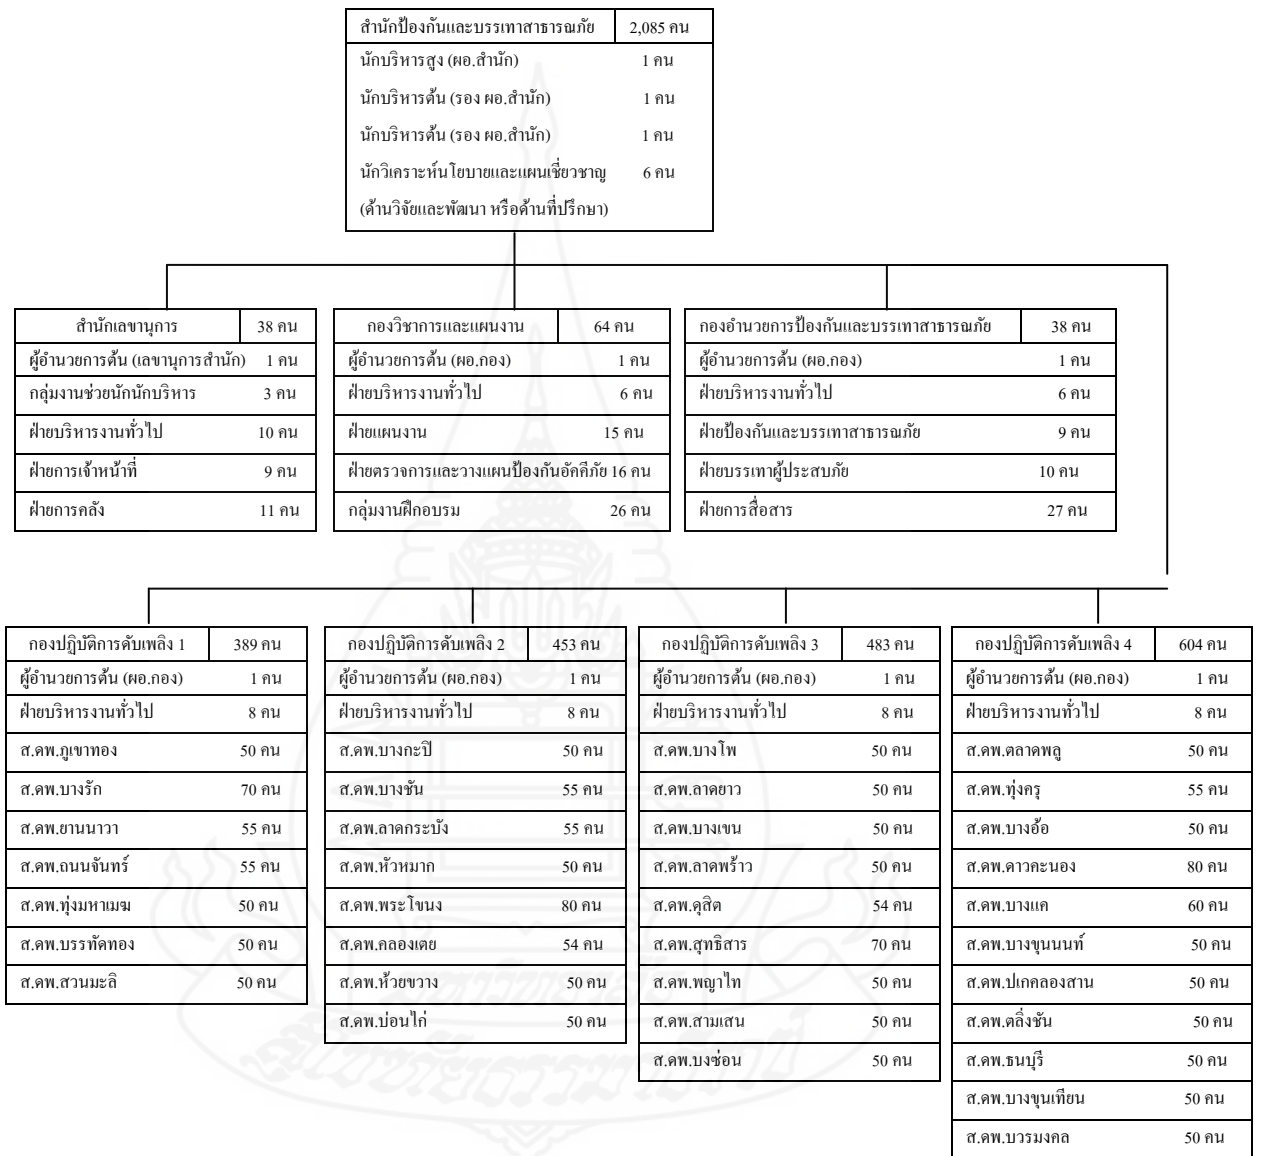 สำนักป้องกันและบรรเทาสาธารณภัย 2,085 คน
นักบริหารสูง (ผอ.สำนัก) 1 คน
นักบริหารต้น (รอง ผอ.สำนัก) 1 คน
นักบริหารต้น (รอง ผอ.สำนัก) 1 คน
นักวิเคราะห์นโยบายและแผนเชี่ยวชาญ 6 คน
(ด้านวิจัยและพัฒนา หรือด้านที่ปรึกษา)
สำนักเลขานุการ 38 คน
ผู้อำนวยการต้น (เลขานุการสำนัก) 1 คน
กลุ่มงานช่วยนักนักบริหาร 3 คน
ฝ่ายบริหารงานทั่วไป 10 คน
ฝ่ายการเจ้าหน้าที่ 9 คน
ฝ่ายการคลัง 11 คน
กองวิชาการและแผนงาน 64 คน
ผู้อำนวยการต้น (ผอ.กอง) 1 คน
ฝ่ายบริหารงานทั่วไป 6 คน
ฝ่ายแผนงาน 15 คน
ฝ่ายตรวจการและวางแผนป้องกันอัคคีภัย 16 คน
กลุ่มงานฝึกอบรม 26 คน
กองอำนวยการป้องกันและบรรเทาสาธารณภัย 38 คน
ผู้อำนวยการต้น (ผอ.กอง) 1 คน
ฝ่ายบริหารงานทั่วไป 6 คน
ฝ่ายป้องกันและบรรเทาสาธารณภัย 9 คน
ฝ่ายบรรเทาผู้ประสบภัย 10 คน
ฝ่ายการสื่อสาร 27 คน
กองปฏิบัติการดับเพลิง 1 389 คน
ผู้อำนวยการต้น (ผอ.กอง) 1 คน
ฝ่ายบริหารงานทั่วไป 8 คน
ส.ดพ.ภูเขาทอง 50 คน
ส.ดพ.บางรัก 70 คน
ส.ดพ.ยานนาวา 55 คน
ส.ดพ.ถนนจันทร์ 55 คน
ส.ดพ.ทุ่งมหาเมฆ 50 คน
ส.ดพ.บรรทัดทอง 50 คน
ส.ดพ.สวนมะลิ 50 คน
กองปฏิบัติการดับเพลิง 2 453 คน
ผู้อำนวยการต้น (ผอ.กอง) 1 คน
ฝ่ายบริหารงานทั่วไป 8 คน
ส.ดพ.บางกะปิ 50 คน
ส.ดพ.บางชัน 55 คน
ส.ดพ.ลาดกระบัง 55 คน
ส.ดพ.หัวหมาก 50 คน
ส.ดพ.พระโขนง 80 คน
ส.ดพ.คลองเตย 54 คน
ส.ดพ.ห้วยขวาง 50 คน
ส.ดพ.บ่อนไก่ 50 คน
กองปฏิบัติการดับเพลิง 3 483 คน
ผู้อำนวยการต้น (ผอ.กอง) 1 คน
ฝ่ายบริหารงานทั่วไป 8 คน
ส.ดพ.บางโพ 50 คน
ส.ดพ.ลาดยาว 50 คน
ส.ดพ.บางเขน 50 คน
ส.ดพ.ลาดพร้าว 50 คน
ส.ดพ.ดุสิต 54 คน
ส.ดพ.สุทธิสาร 70 คน
ส.ดพ.พญาไท 50 คน
ส.ดพ.สามเสน 50 คน
ส.ดพ.บงซ่อน 50 คน
กองปฏิบัติการดับเพลิง 4 604 คน
ผู้อำนวยการต้น (ผอ.กอง) 1 คน
ฝ่ายบริหารงานทั่วไป 8 คน
ส.ดพ.ตลาดพลู 50 คน
ส.ดพ.ทุ่งครุ 55 คน
ส.ดพ.บางอ้อ 50 คน
ส.ดพ.ดาวคะนอง 80 คน
ส.ดพ.บางแค 60 คน
ส.ดพ.บางขุนนนท์ 50 คน
ส.ดพ.ปเกคลองสาน 50 คน
ส.ดพ.ตลิ่งชัน 50 คน
ส.ดพ.ธนบุรี 50 คน
ส.ดพ.บางขุนเทียน 50 คน
ส.ดพ.บวรมงคล 50 คน
มหาวิทยาลัย
สุโขทัยธรรมาธิราช